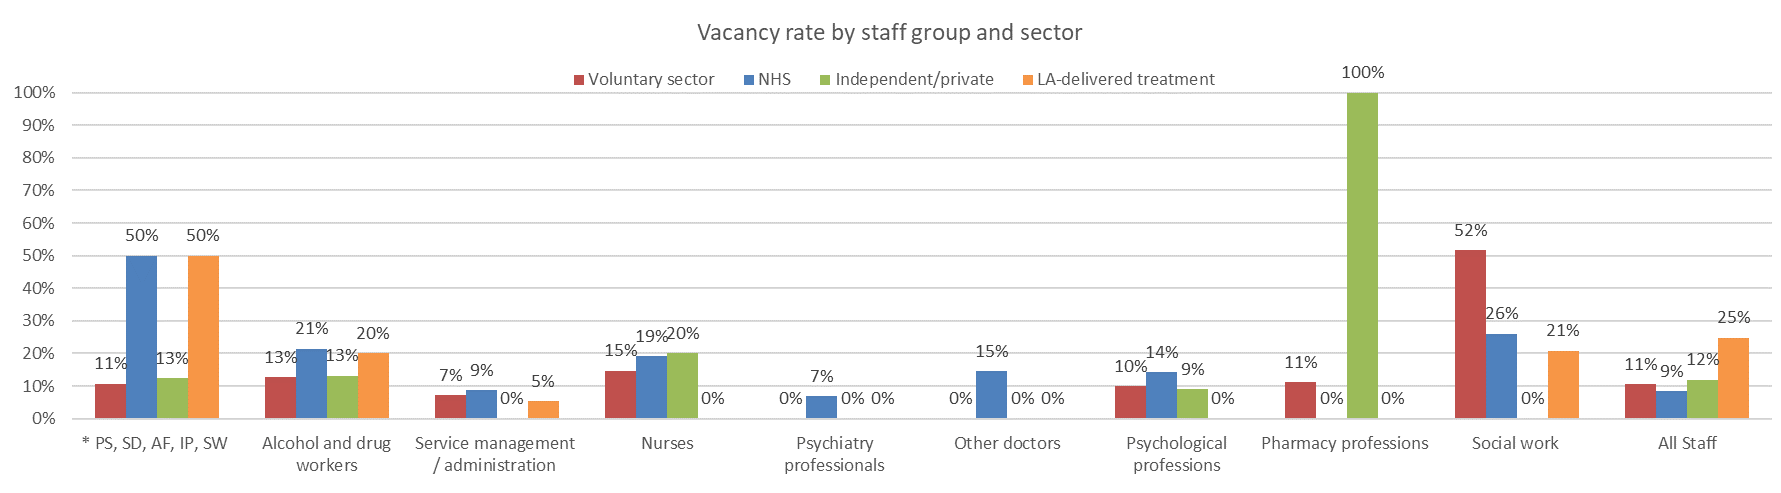 Vacancy rate by staff group and sector
Voluntary sector NHS Independent/private LA-delivered treatment
100%
90%
80%
70%
60%
50%
40%
30%
20%
10%
0%
11% 50% 13% 50%
13% 21% 13% 20%
7% 9% 0% 5%
15% 19% 20% 0%
0% 7% 0% 0%
0% 15% 0% 0%
10% 14% 9% 0%
11% 0% 100% 0%
52% 26% 0% 21%
11% 9% 12% 25%
* PS, SD, AF, IP, SW
Alcohol and drug
workers
Service management
/ administration
Nurses
Psychiatry
professionals
Other doctors
Psychological
professions
Pharmacy professions
Social work
All Staff